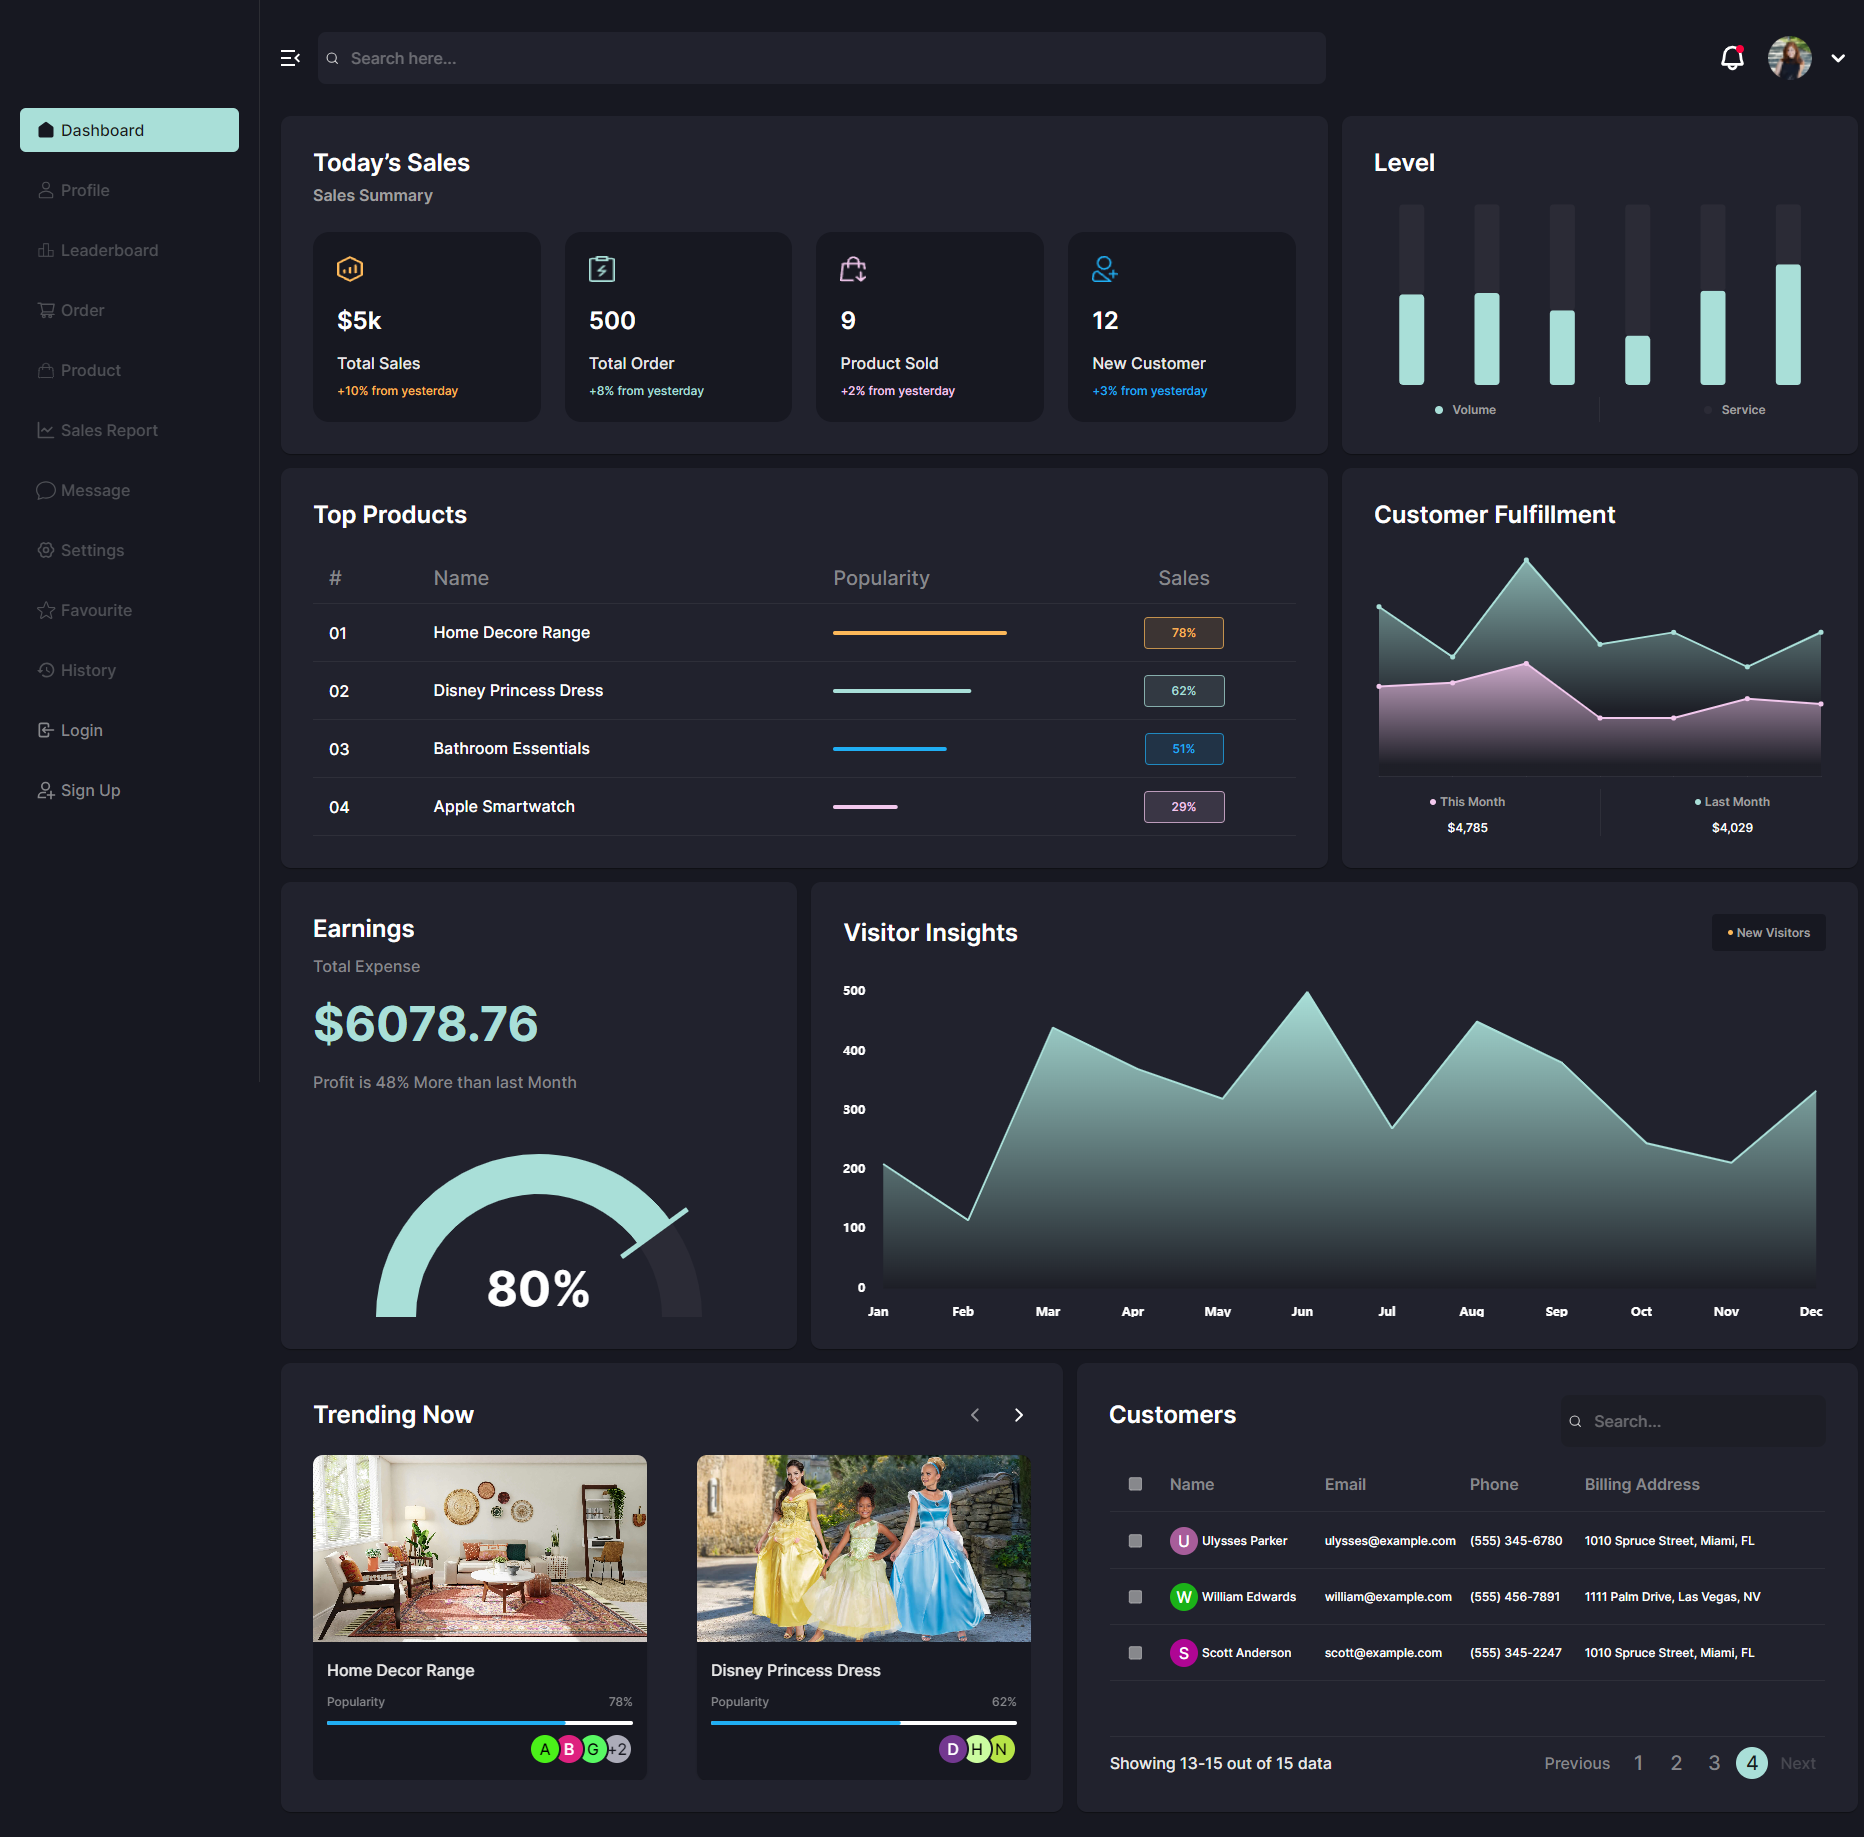 Search here...
Dashboard
Profile
Leaderboard
Order
Product
Sales Report
Message
Settings
Favourite
History
Login
Sign Up
Today’s Sales
Sales Summary
$5k
Total Sales
+10% from yesterday
500
Total Order
+8% from yesterday
9
Product Sold
+2% from yesterday
12
New Customer
+3% from yesterday
Level
Volume
Service
Top Products
# Name Popularity Sales
01 Home Decore Range 78%
02 Disney Princess Dress 62%
03 Bathroom Essentials 51%
04 Apple Smartwatch 29%
Customer Fulfillment
This Month
$4,785
Last Month
$4,029
Earnings
Total Expense
$6078.76
Profit is 48% More than last Month
80%
Visitor Insights
New Visitors
500
400
300
200
100
0
Jan Feb Mar Apr May Jun Jul Aug Sep Oct Nov Dec
Trending Now
Home Decor Range
Popularity 78%
A B G +2
Disney Princess Dress
Popularity 62%
D H N
Customers
Search...
Name Email Phone Billing Address
U Ulysses Parker ulysses@example.com (555) 345-6780 1010 Spruce Street, Miami, FL
W William Edwards william@example.com (555) 456-7891 1111 Palm Drive, Las Vegas, NV
S Scott Anderson scott@example.com (555) 345-2247 1010 Spruce Street, Miami, FL
Showing 13-15 out of 15 data
Previous 1 2 3 4 Next